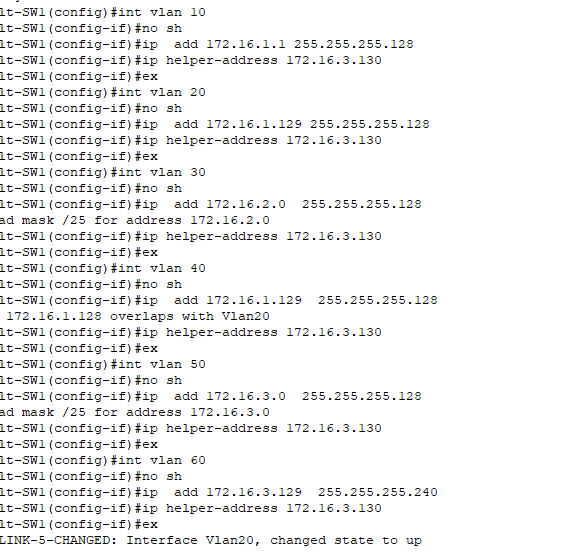 lt-SW1(config)#int vlan 10
lt-SW1(config-if)#no sh
lt-SW1(config-if)#ip  add 172.16.1.1 255.255.255.128
lt-SW1(config-if)#ip helper-address 172.16.3.130
lt-SW1(config-if)#ex
lt-SW1(config)#int vlan 20
lt-SW1(config-if)#no sh
lt-SW1(config-if)#ip  add 172.16.1.129 255.255.255.128
lt-SW1(config-if)#ip helper-address 172.16.3.130
lt-SW1(config-if)#ex
lt-SW1(config)#int vlan 30
lt-SW1(config-if)#no sh
lt-SW1(config-if)#ip  add 172.16.2.0  255.255.255.128
ad mask /25 for address 172.16.2.0
lt-SW1(config-if)#ip helper-address 172.16.3.130
lt-SW1(config-if)#ex
lt-SW1(config)#int vlan 40
lt-SW1(config-if)#no sh
lt-SW1(config-if)#ip  add 172.16.1.129  255.255.255.128
172.16.1.128 overlaps with Vlan20
lt-SW1(config-if)#ip helper-address 172.16.3.130
lt-SW1(config-if)#ex
lt-SW1(config)#int vlan 50
lt-SW1(config-if)#no sh
lt-SW1(config-if)#ip  add 172.16.3.0  255.255.255.128
ad mask /25 for address 172.16.3.0
lt-SW1(config-if)#ip helper-address 172.16.3.130
lt-SW1(config-if)#ex
lt-SW1(config)#int vlan 60
lt-SW1(config-if)#no sh
lt-SW1(config-if)#ip  add 172.16.3.129  255.255.255.240
lt-SW1(config-if)#ip helper-address 172.16.3.130
lt-SW1(config-if)#ex
LINK-5-CHANGED: Interface Vlan20, changed state to up